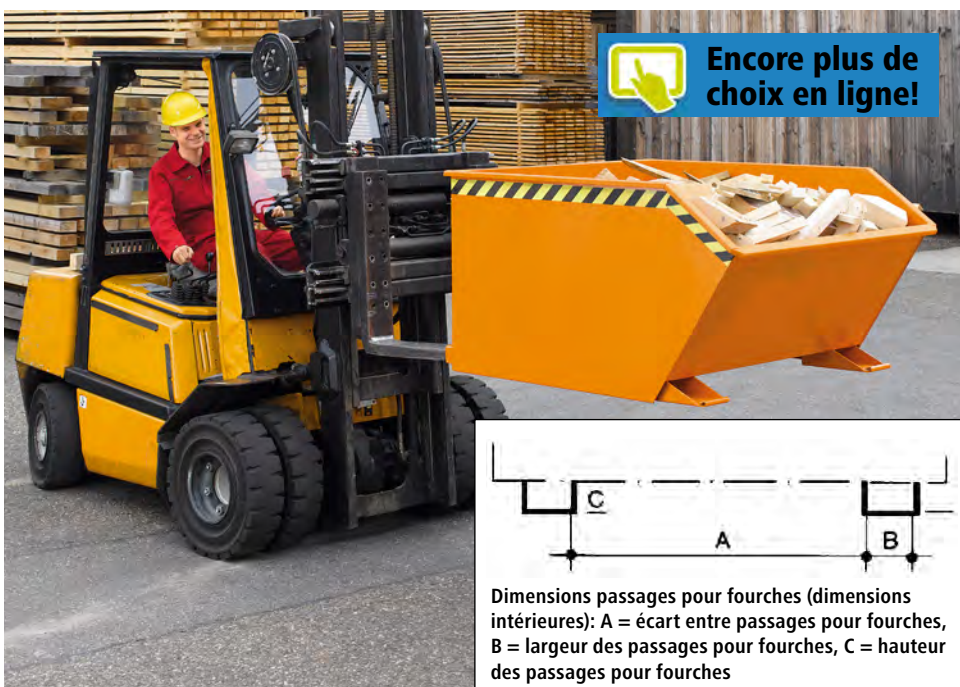 Encore plus de
choix en ligne!
C
A
B
Dimensions passages pour fourches (dimensions
intérieures): A = écart entre passages pour fourches,
B = largeur des passages pour fourches, C = hauteur
des passages pour fourches